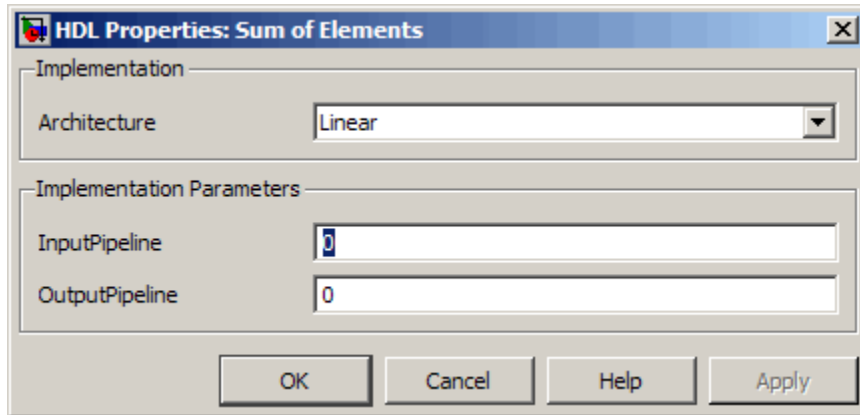 HDL Properties: Sum of Elements
Implementation
Architecture Linear
Implementation Parameters
InputPipeline 0
OutputPipeline 0
OK Cancel Help Apply